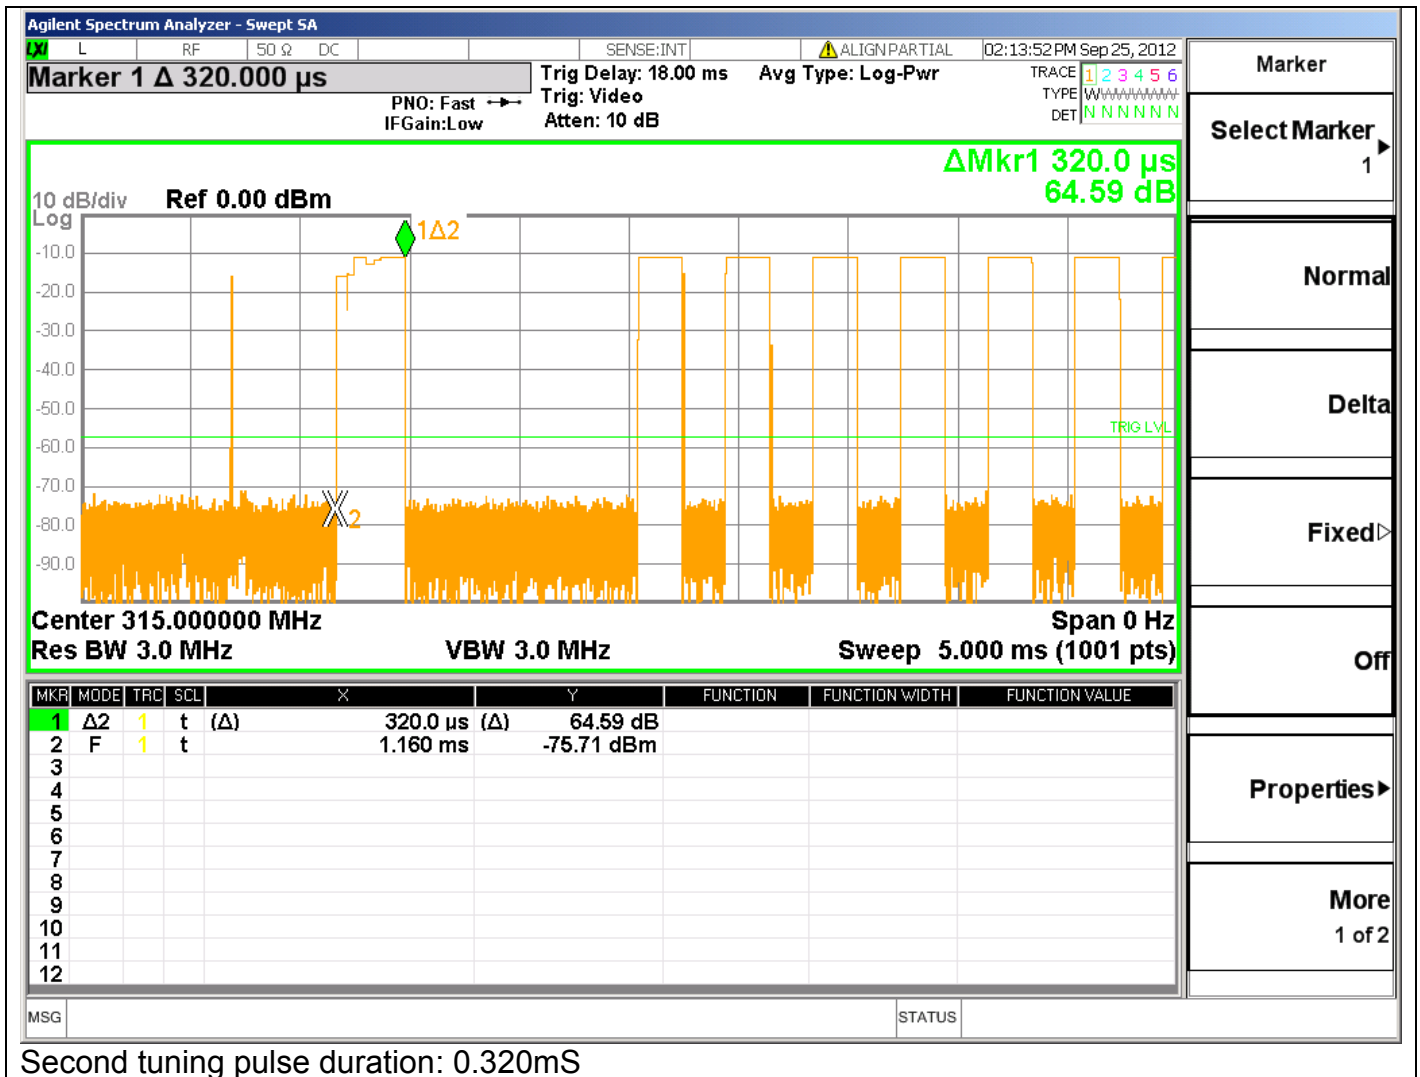 Agilent Spectrum Analyzer - Swept SA
LXI L RF 50 Ω DC SENSE:INT ALIGN PARTIAL 02:13:52 PM Sep 25, 2012
Marker 1 Δ 320.000 µs
PNO: Fast
IFGain:Low
Trig Delay: 18.00 ms
Trig: Video
Atten: 10 dB
Avg Type: Log-Pwr
TRACE 1 2 3 4 5 6
TYPE WWWWWW
DET N N N N N N
ΔMkr1 320.0 µs
64.59 dB
10 dB/div Ref 0.00 dBm
Log
1Δ2
-10.0
-20.0
-30.0
-40.0
-50.0
TRIG LVL
-60.0
-70.0
-80.0
2
-90.0
Center 315.000000 MHz Span 0 Hz
Res BW 3.0 MHz VBW 3.0 MHz Sweep 5.000 ms (1001 pts)
MKR MODE TRC SCL X Y FUNCTION FUNCTION WIDTH FUNCTION VALUE
1 Δ2 1 t (Δ) 320.0 µs (Δ) 64.59 dB
2 F 1 t 1.160 ms -75.71 dBm
3
4
5
6
7
8
9
10
11
12
MSG STATUS
Marker
Select Marker
1
Normal
Delta
Fixed
Off
Properties
More
1 of 2
Second tuning pulse duration: 0.320mS